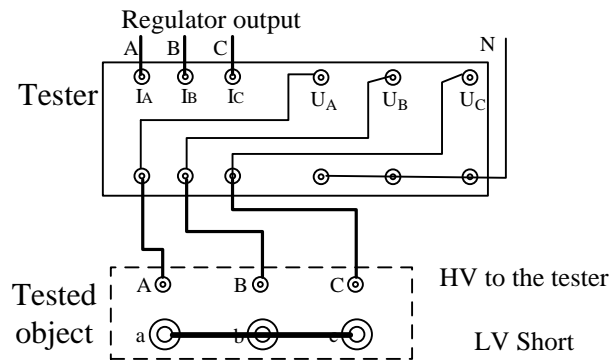 Regulator output
A B C N
Tester
IA IB IC UA UB UC
A B C
HV to the tester
Tested
object
a b c
LV Short